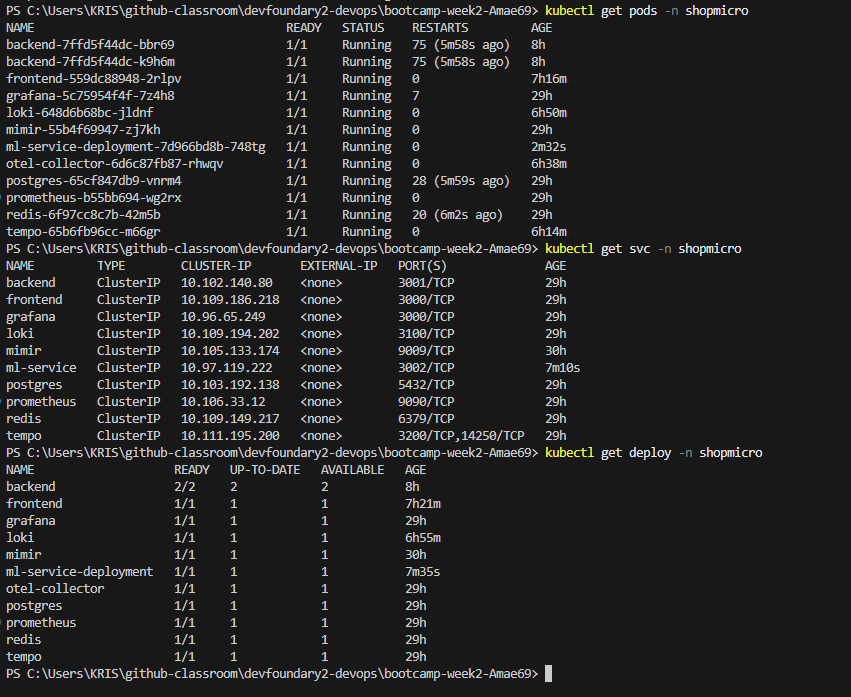 PS C:\Users\KRIS\github-classroom\devfoundary2-devops\bootcamp-week2-Amae69> kubectl get pods -n shopmicro
NAME READY STATUS RESTARTS AGE
backend-7ffd5f44dc-bbr69 1/1 Running 75 (5m58s ago) 8h
backend-7ffd5f44dc-k9h6m 1/1 Running 75 (5m58s ago) 8h
frontend-559dc88948-2rlpv 1/1 Running 0 7h16m
grafana-5c75954f4f-7z4h8 1/1 Running 7 29h
loki-648d6b68bc-jldnf 1/1 Running 0 6h50m
mimir-55b4f69947-zj7kh 1/1 Running 0 29h
ml-service-deployment-7d966bd8b-748tg 1/1 Running 0 2m32s
otel-collector-6d6c87fb87-rhwqv 1/1 Running 0 6h38m
postgres-65cf847db9-vnrm4 1/1 Running 28 (5m59s ago) 29h
prometheus-b55bb694-wg2rx 1/1 Running 0 29h
redis-6f97cc8c7b-42m5b 1/1 Running 20 (6m2s ago) 29h
tempo-65b6fb96cc-m66gr 1/1 Running 0 6h14m
PS C:\Users\KRIS\github-classroom\devfoundary2-devops\bootcamp-week2-Amae69> kubectl get svc -n shopmicro
NAME TYPE CLUSTER-IP EXTERNAL-IP PORT(S) AGE
backend ClusterIP 10.102.140.80 <none> 3001/TCP 29h
frontend ClusterIP 10.109.186.218 <none> 3000/TCP 29h
grafana ClusterIP 10.96.65.249 <none> 3000/TCP 29h
loki ClusterIP 10.109.194.202 <none> 3100/TCP 29h
mimir ClusterIP 10.105.133.174 <none> 9009/TCP 30h
ml-service ClusterIP 10.97.119.222 <none> 3002/TCP 7m10s
postgres ClusterIP 10.103.192.138 <none> 5432/TCP 29h
prometheus ClusterIP 10.106.33.12 <none> 9090/TCP 29h
redis ClusterIP 10.109.149.217 <none> 6379/TCP 29h
tempo ClusterIP 10.111.195.200 <none> 3200/TCP,14250/TCP 29h
PS C:\Users\KRIS\github-classroom\devfoundary2-devops\bootcamp-week2-Amae69> kubectl get deploy -n shopmicro
NAME READY UP-TO-DATE AVAILABLE AGE
backend 2/2 2 2 8h
frontend 1/1 1 1 7h21m
grafana 1/1 1 1 29h
loki 1/1 1 1 6h55m
mimir 1/1 1 1 30h
ml-service-deployment 1/1 1 1 7m35s
otel-collector 1/1 1 1 29h
postgres 1/1 1 1 29h
prometheus 1/1 1 1 29h
redis 1/1 1 1 29h
tempo 1/1 1 1 29h
PS C:\Users\KRIS\github-classroom\devfoundary2-devops\bootcamp-week2-Amae69>